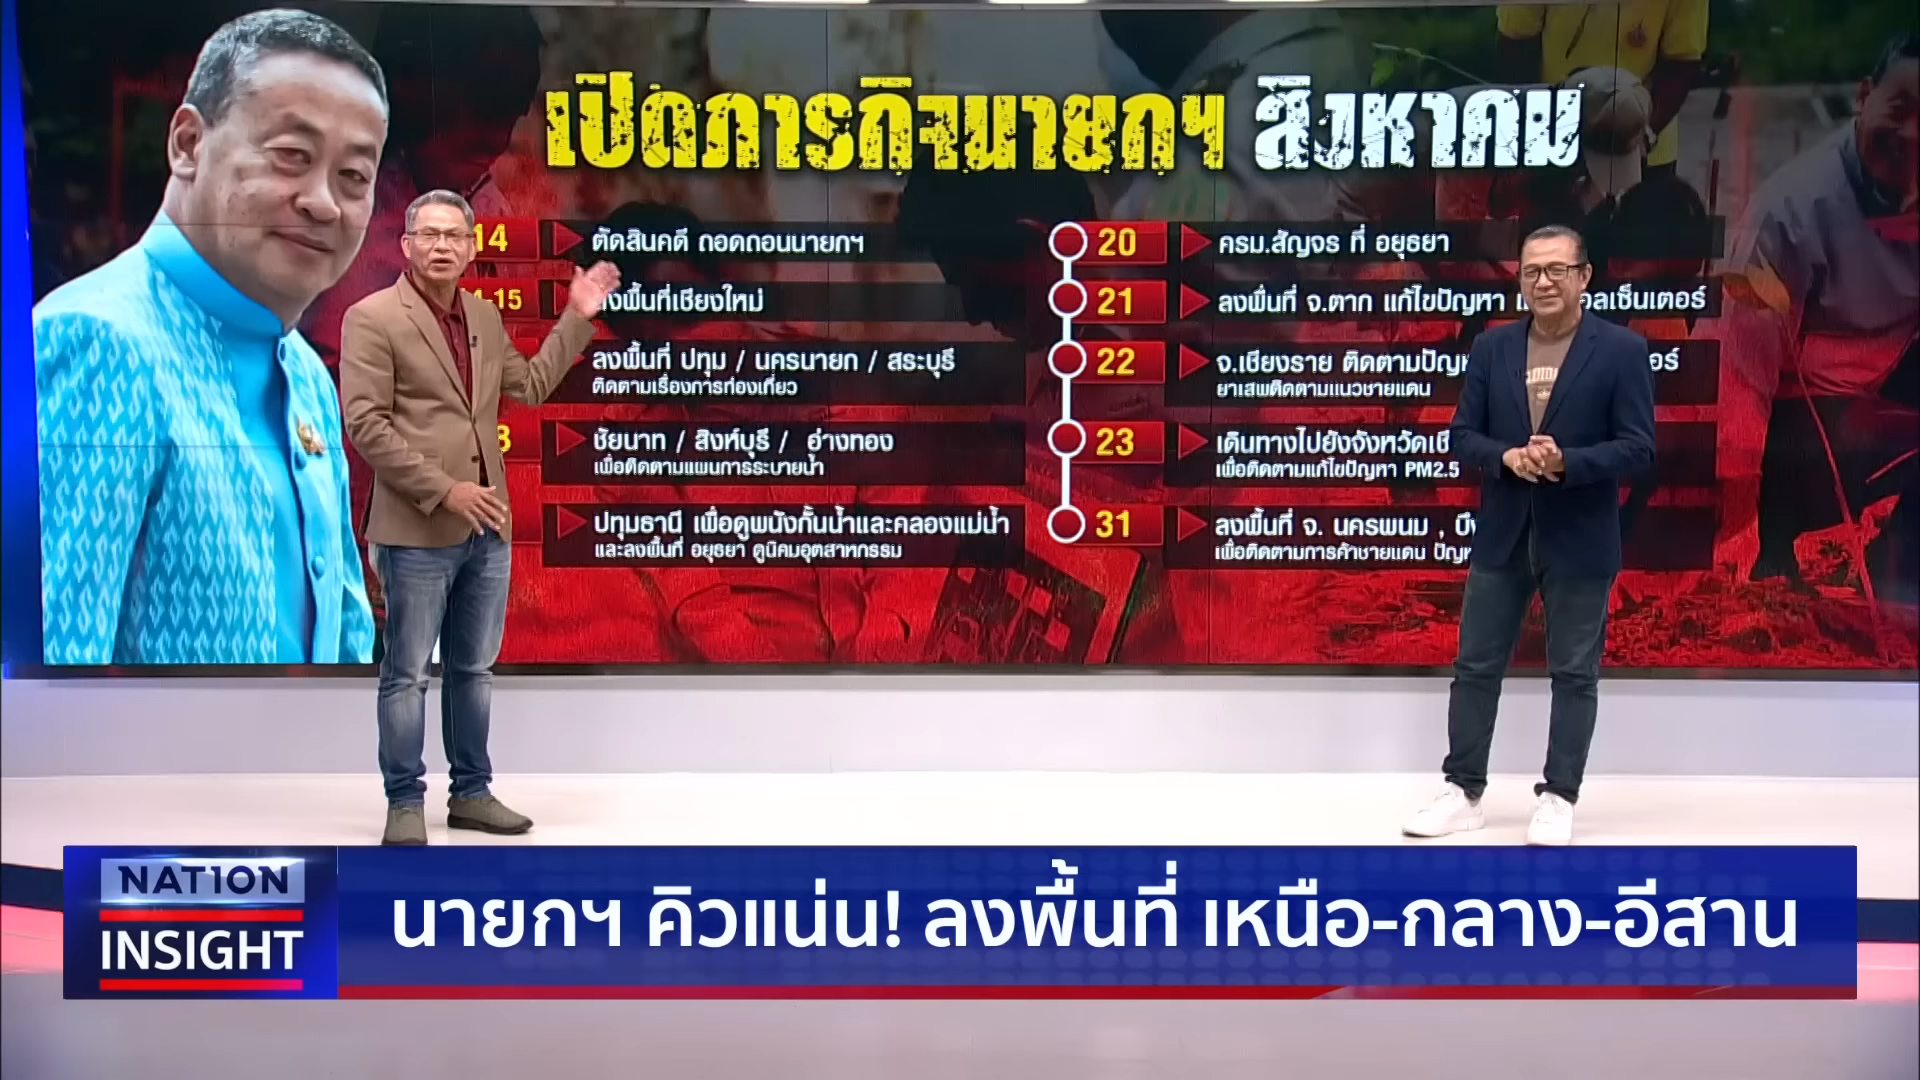 เปิดภารกิจนายกฯ สิงหาคม
14 ตัดสินคดี ถอดถอนนายกฯ
-15 ลงพื้นที่เชียงใหม่
ลงพื้นที่ ปทุม / นครนายก / สระบุรี
ติดตามเรื่องการท่องเที่ยว
ชัยนาท / สิงห์บุรี / อ่างทอง
เพื่อติดตามแผนการระบายน้ำ
ปทุมธานี เพื่อดูพนังกั้นน้ำและคลองแม่น้ำ
และลงพื้นที่ อยุธยา ดูนิคมอุตสาหกรรม
20 ครม.สัญจร ที่ อยุธยา
21 ลงพื้นที่ จ.ตาก แก้ไขปัญหา คลเซ็นเตอร์
22 จ.เชียงราย ติดตามปัญห
ยาเสพติดตามแนวชายแดน
23 เดินทางไปยังจังหวัดเชี
เพื่อติดตามแก้ไขปัญหา PM2.5
31 ลงพื้นที่ จ. นครพนม , บึ
เพื่อติดตามการค้าชายแดน ปัญห
NATION
INSIGHT
นายกฯ คิวแน่น! ลงพื้นที่ เหนือ-กลาง-อีสาน